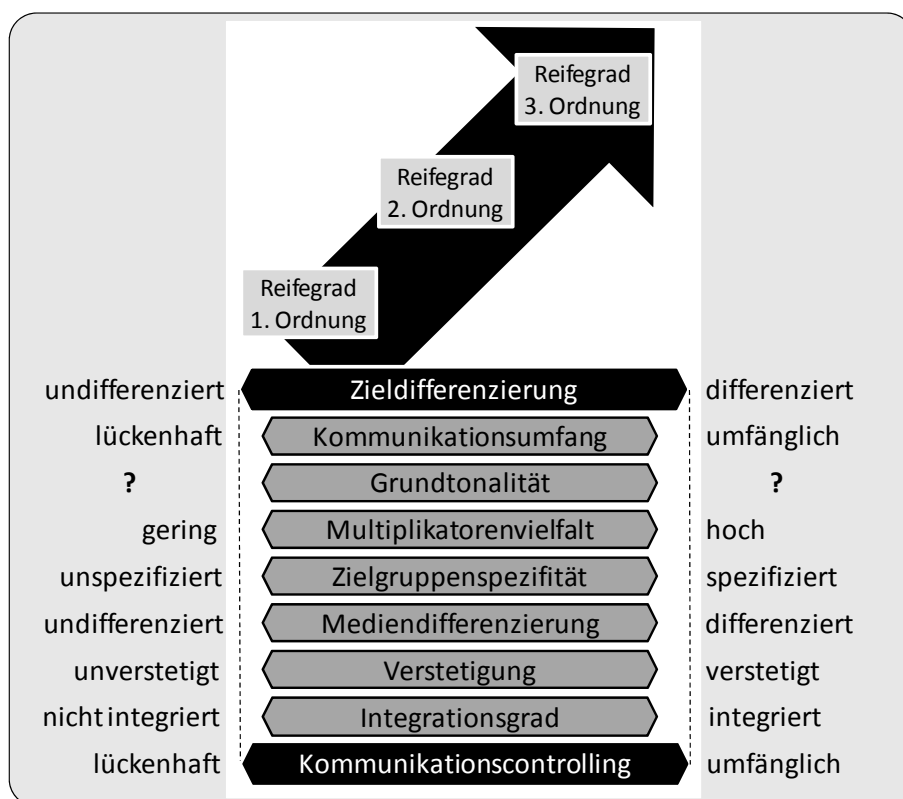 Reifegrad
3. Ordnung
Reifegrad
2. Ordnung
Reifegrad
1. Ordnung
undifferenziert Zieldifferenzierung differenziert
lückenhaft Kommunikationsumfang umfänglich
? Grundtonalität ?
gering Multiplikatorenvielfalt hoch
unspezifiziert Zielgruppenspezifität spezifiziert
undifferenziert Mediendifferenzierung differenziert
unverstetigt Verstetigung verstetigt
nicht integriert Integrationsgrad integriert
lückenhaft Kommunikationscontrolling umfänglich